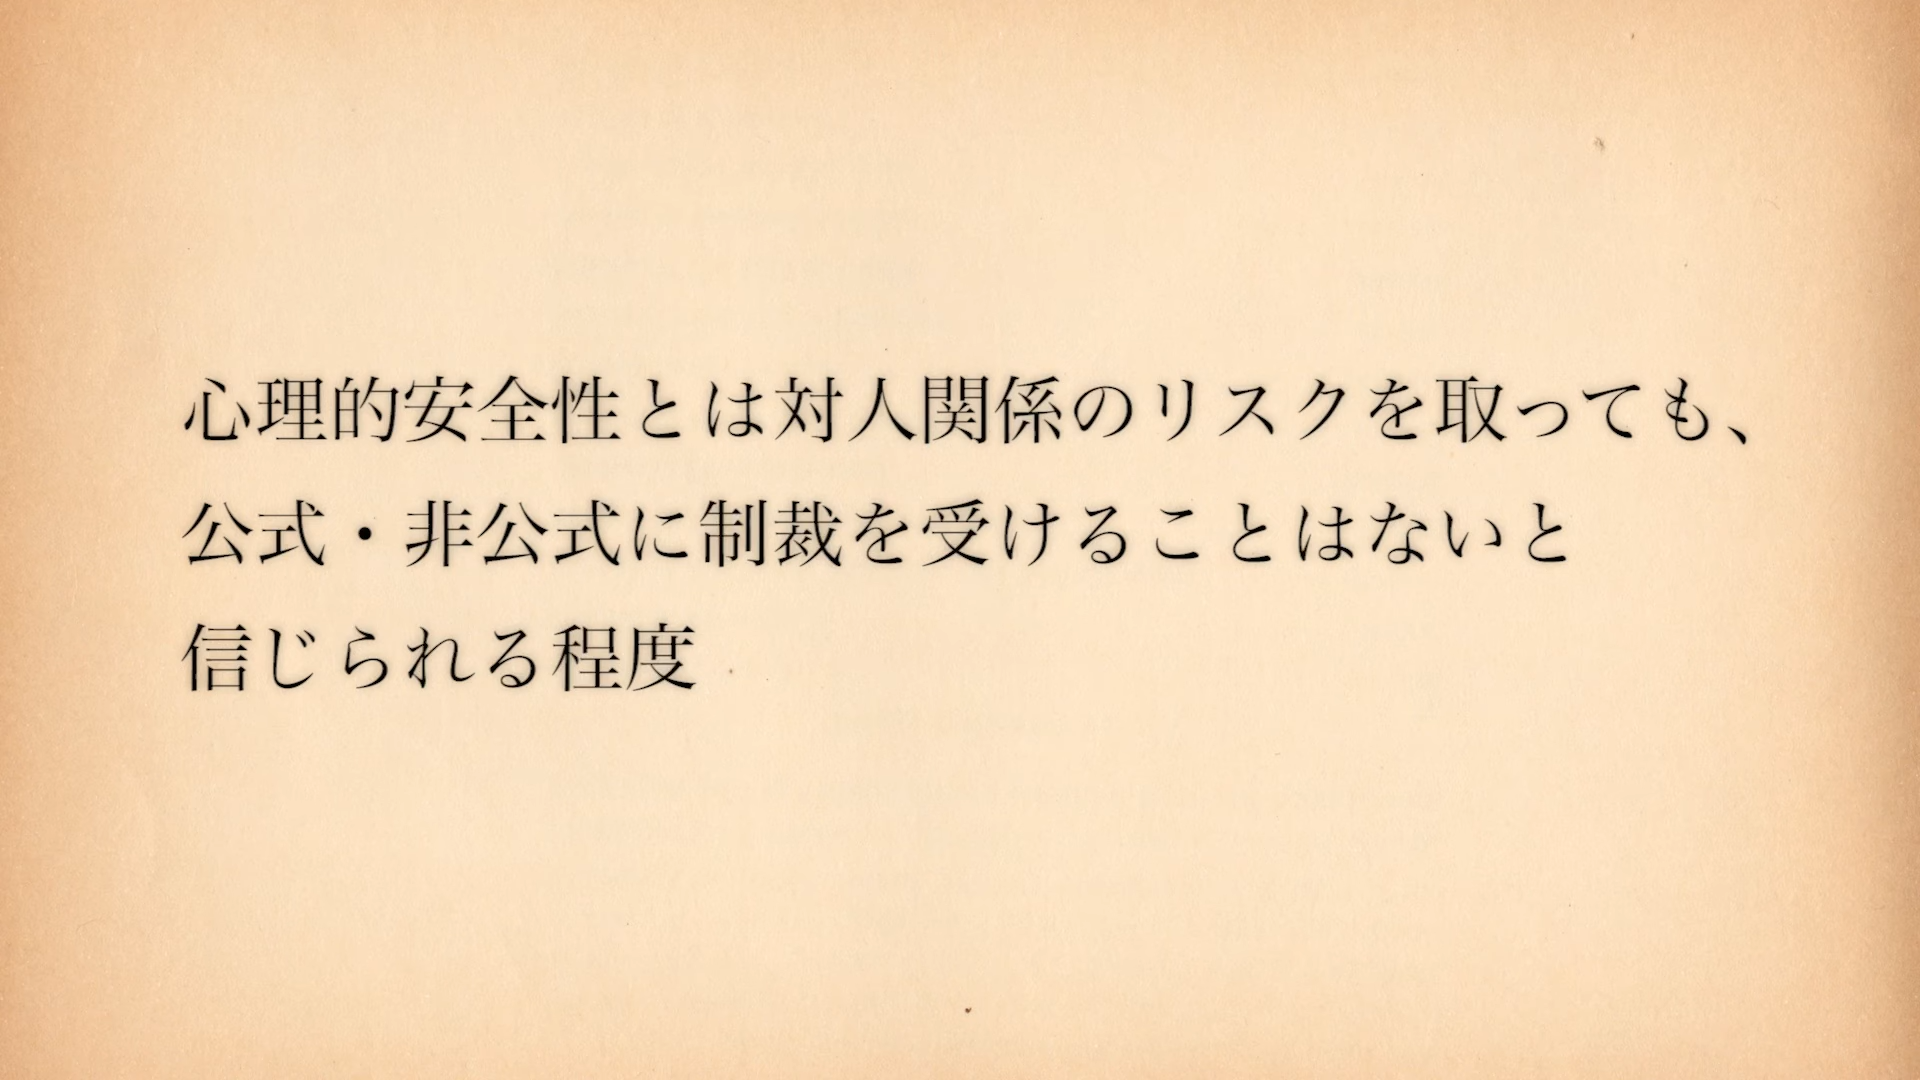 心理的安全性とは対人関係のリスクを取っても、
公式・非公式に制裁を受けることはないと
信じられる程度